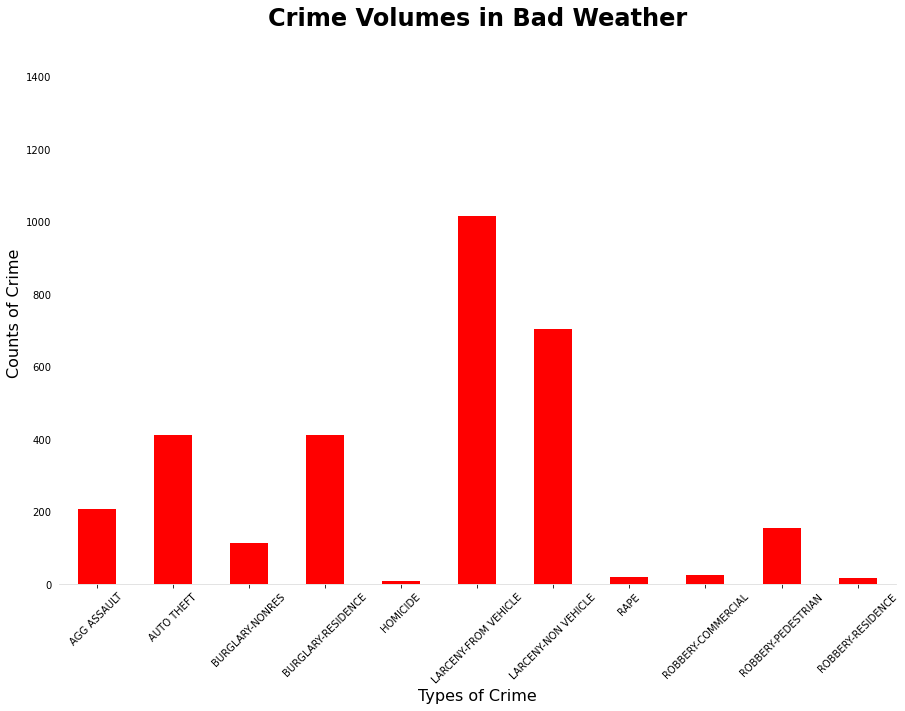 Crime Volumes in Bad Weather
Counts of Crime
1400
1200
1000
800
600
400
200
0
AGG ASSAULT
AUTO THEFT
BURGLARY-NONRES
BURGLARY-RESIDENCE
HOMICIDE
LARCENY-FROM VEHICLE
LARCENY-NON VEHICLE
RAPE
ROBBERY-COMMERCIAL
ROBBERY-PEDESTRIAN
ROBBERY-RESIDENCE
Types of Crime